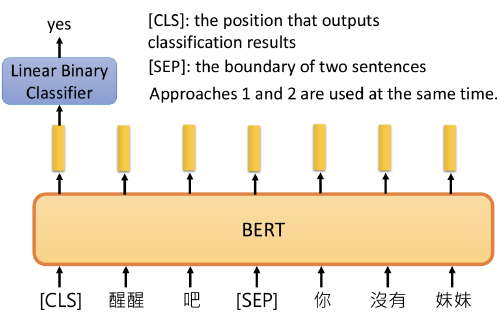 yes
Linear Binary
Classifier
[CLS]: the position that outputs
classification results
[SEP]: the boundary of two sentences
Approaches 1 and 2 are used at the same time.
BERT
[CLS] 醒醒 吧 [SEP] 你 沒有 妹妹